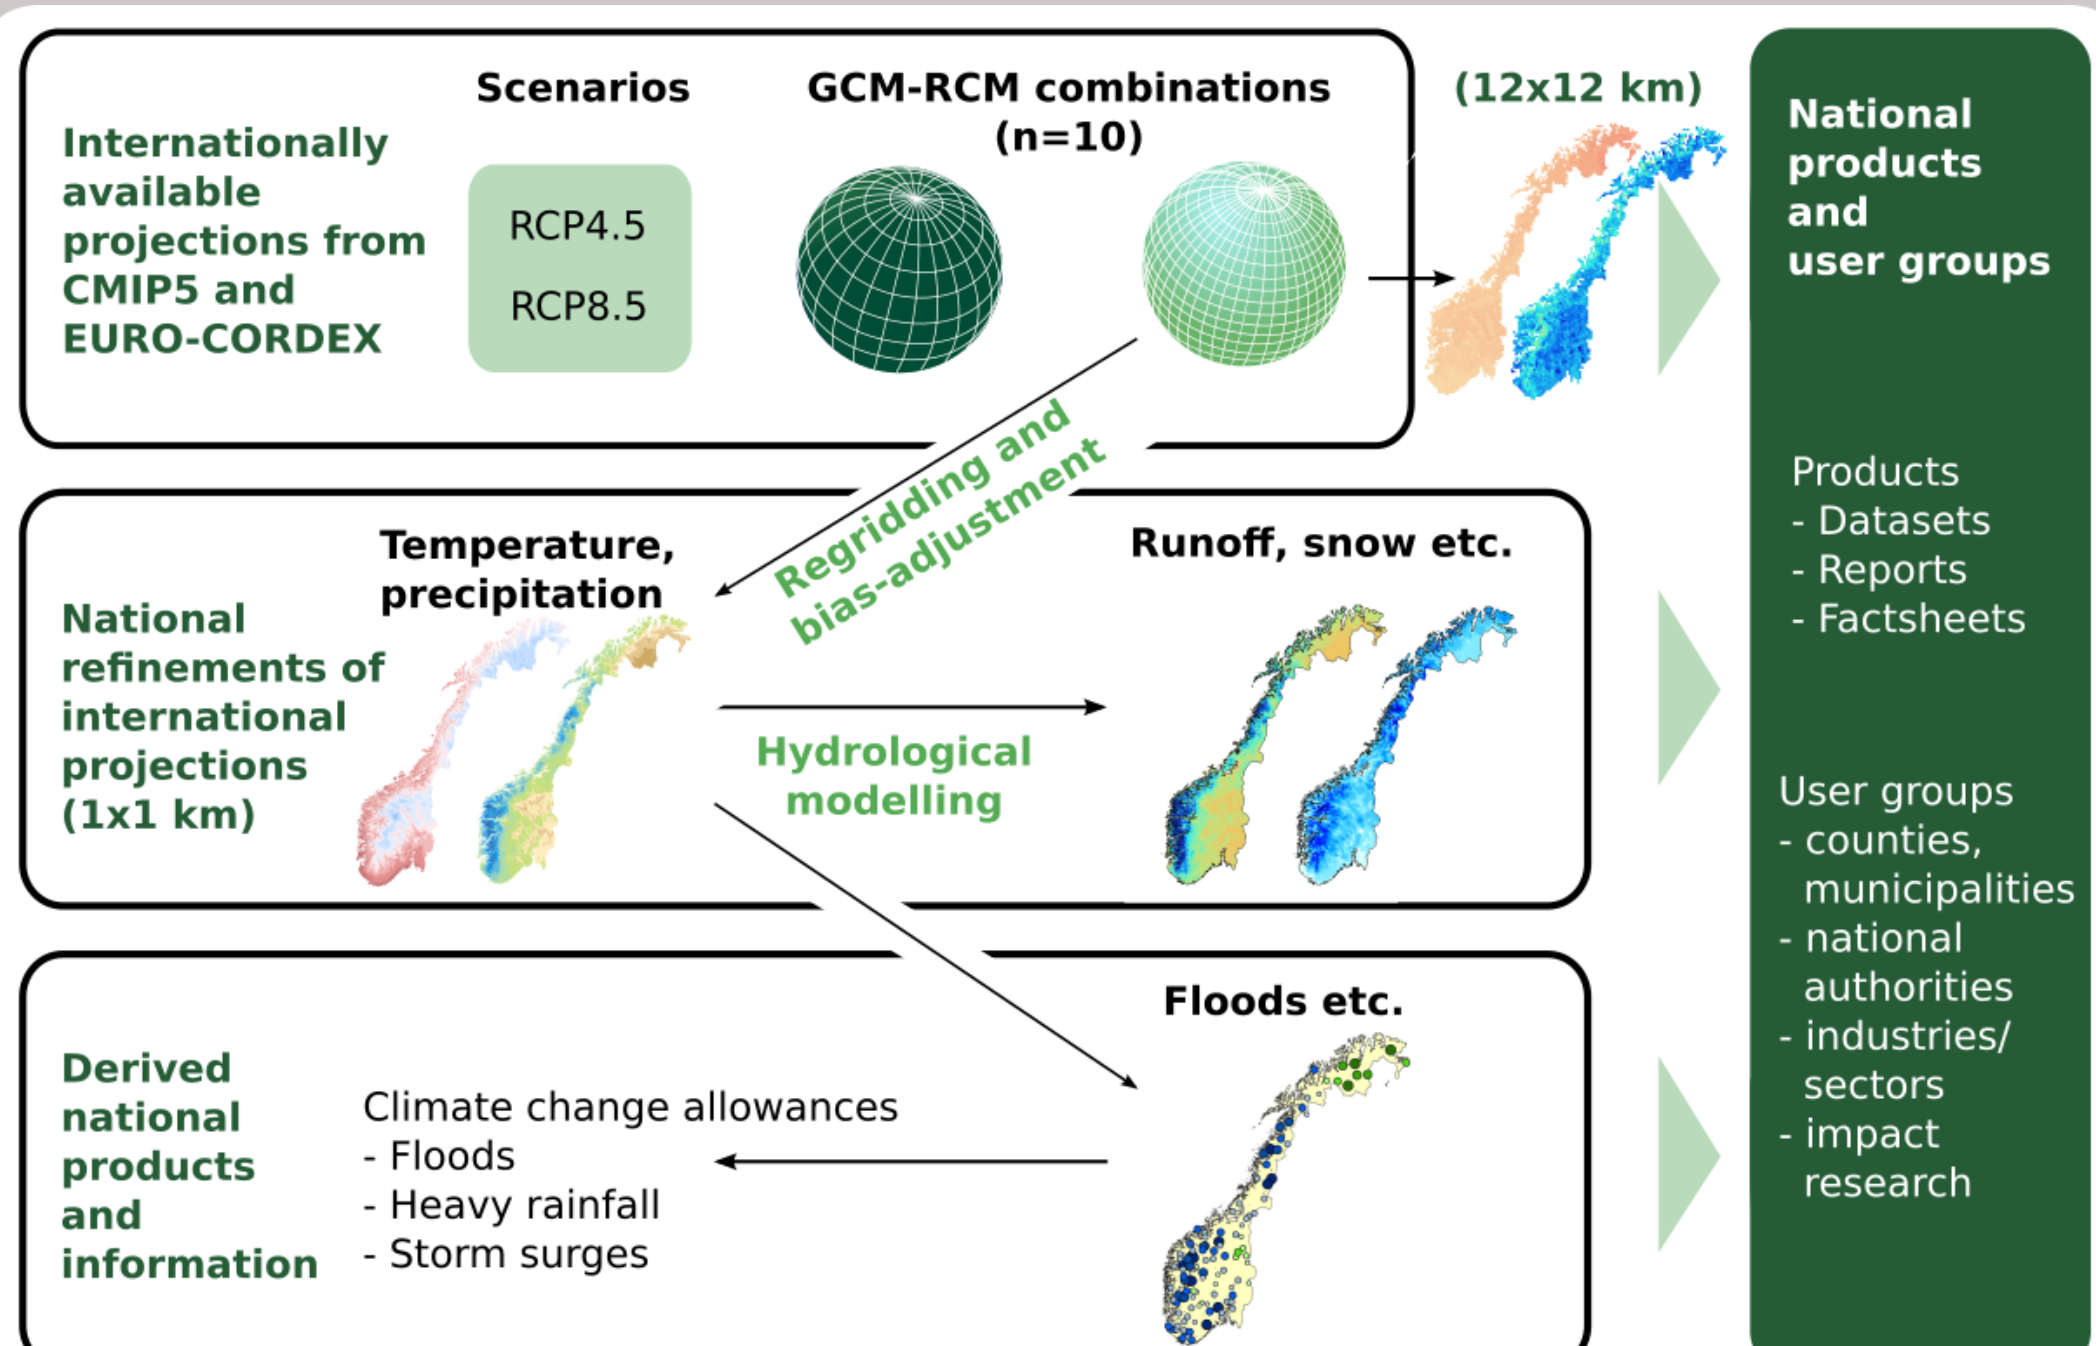 Internationally
available
projections from
CMIP5 and
EURO-CORDEX
Scenarios
RCP4.5
RCP8.5
GCM-RCM combinations
(n=10)
(12x12 km)
Regridding and
bias-adjustment
National
refinements of
international
projections
(1x1 km)
Temperature,
precipitation
Hydrological
modelling
Runoff, snow etc.
Derived
national
products
and
information
Climate change allowances
- Floods
- Heavy rainfall
- Storm surges
Floods etc.
National
products
and
user groups
Products
- Datasets
- Reports
- Factsheets
User groups
- counties,
municipalities
- national
authorities
- industries/
sectors
- impact
research